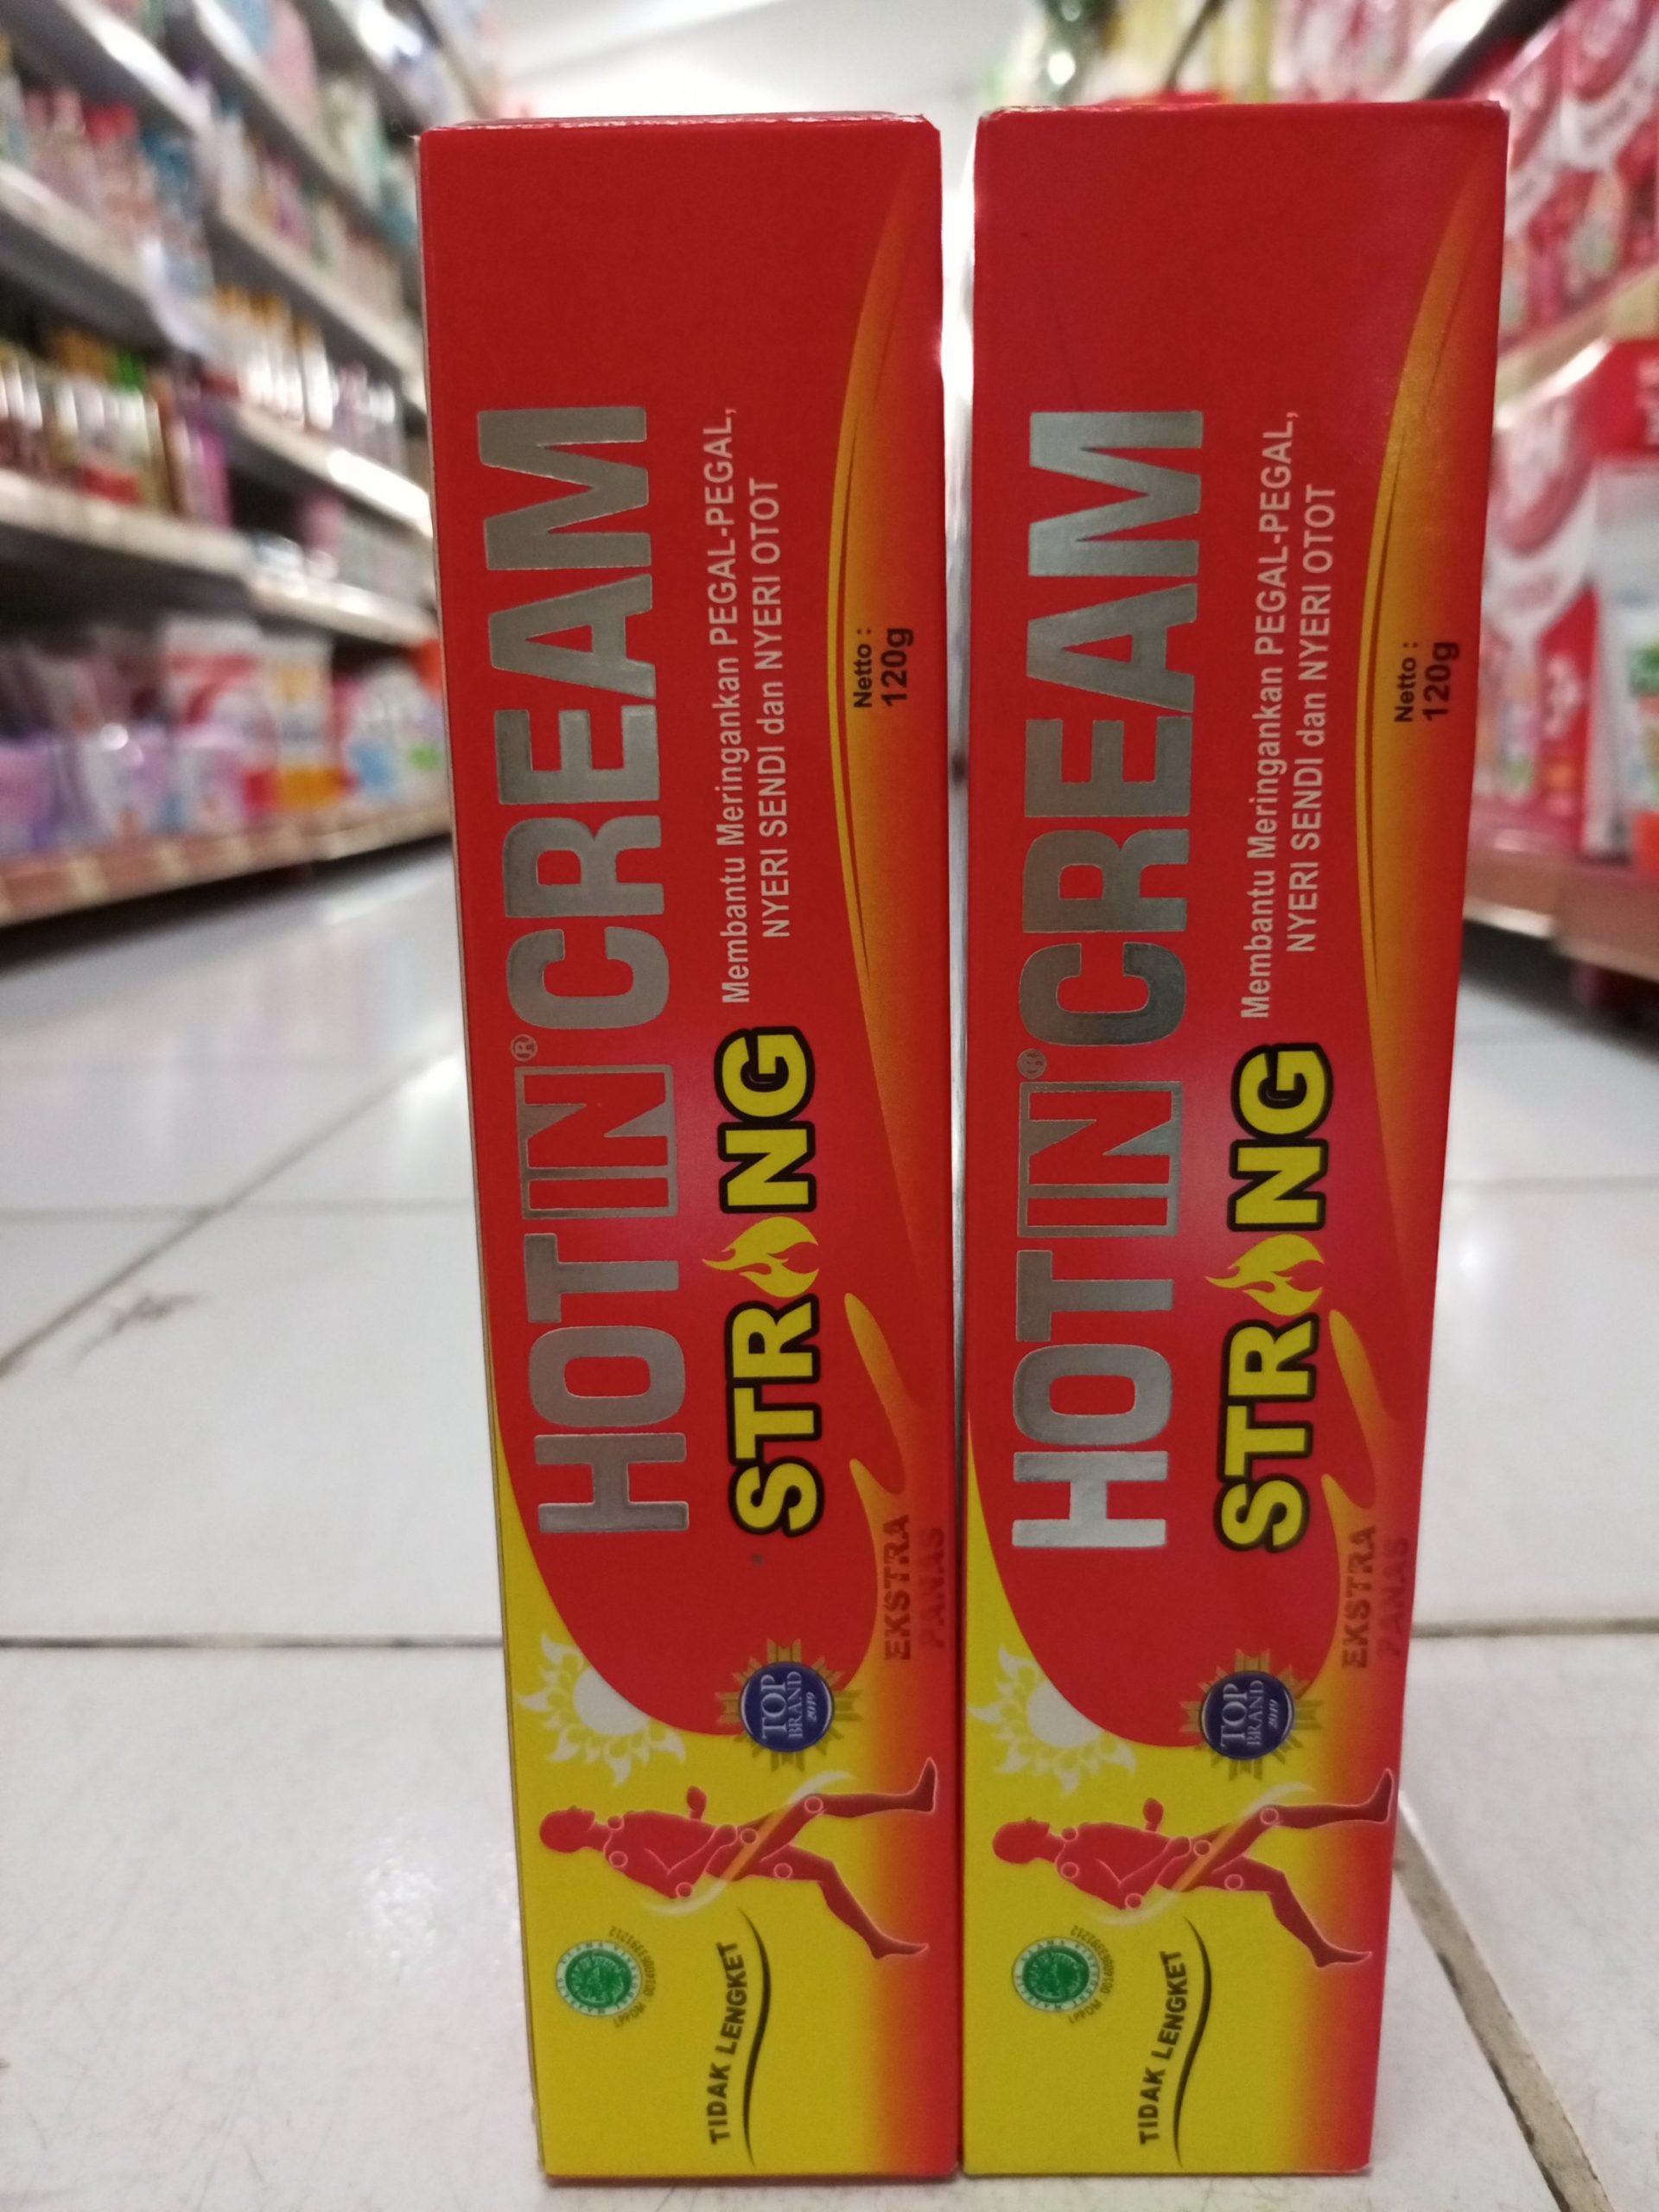 HOT IN® CREAM
STRONG
Membantu Meringankan PEGAL-PEGAL,
NYERI SENDI dan NYERI OTOT
Netto :
120g
EKSTRA
PANAS
TOP
BRAND
2019
TIDAK LENGKET
HOT IN® CREAM
STRONG
Membantu Meringankan PEGAL-PEGAL,
NYERI SENDI dan NYERI OTOT
Netto :
120g
EKSTRA
PANAS
TOP
BRAND
2019
TIDAK LENGKET